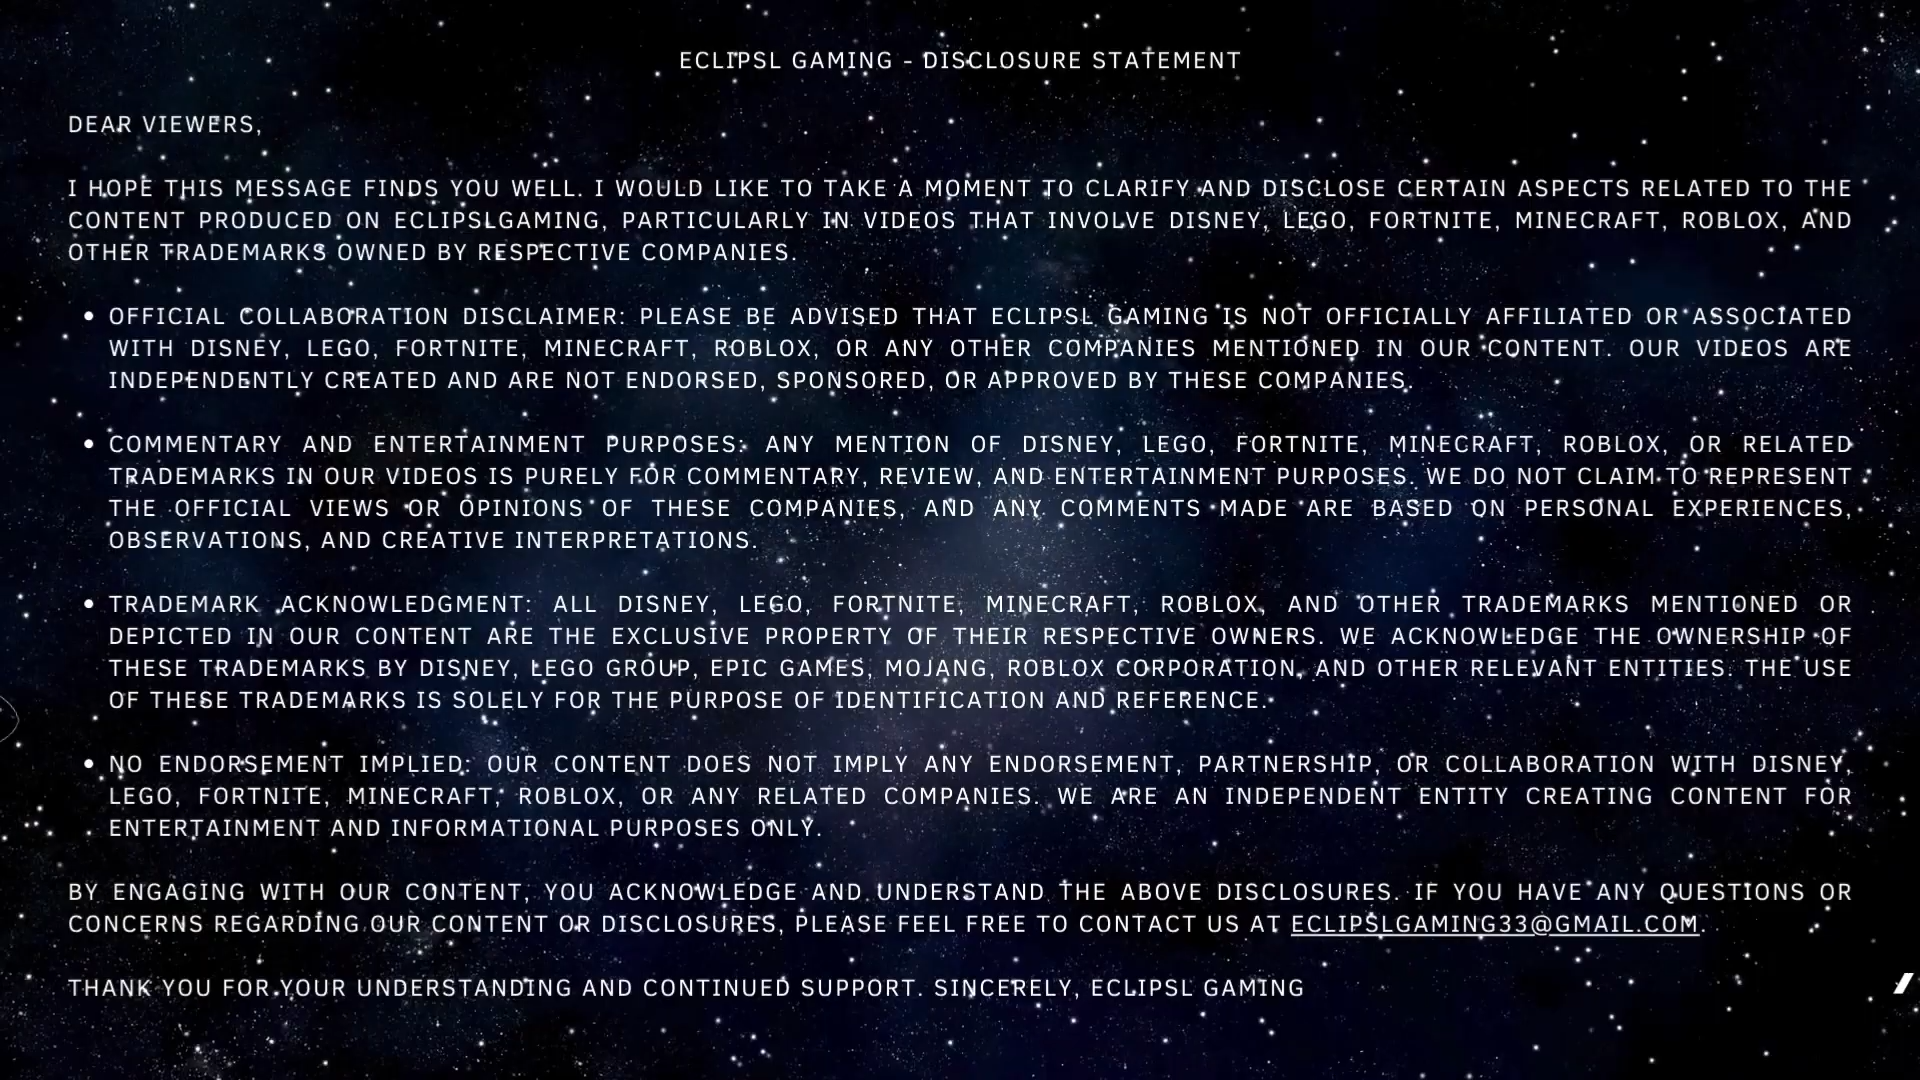 ECLIPSL GAMING - DISCLOSURE STATEMENT
DEAR VIEWERS,
I HOPE THIS MESSAGE FINDS YOU WELL. I WOULD LIKE TO TAKE A MOMENT TO CLARIFY AND DISCLOSE CERTAIN ASPECTS RELATED TO THE
CONTENT PRODUCED ON ECLIPSLGAMING, PARTICULARLY IN VIDEOS THAT INVOLVE DISNEY, LEGO, FORTNITE, MINECRAFT, ROBLOX, AND
OTHER TRADEMARKS OWNED BY RESPECTIVE COMPANIES.
• OFFICIAL COLLABORATION DISCLAIMER: PLEASE BE ADVISED THAT ECLIPSL GAMING IS NOT OFFICIALLY AFFILIATED OR ASSOCIATED
WITH DISNEY, LEGO, FORTNITE, MINECRAFT, ROBLOX, OR ANY OTHER COMPANIES MENTIONED IN OUR CONTENT. OUR VIDEOS ARE
INDEPENDENTLY CREATED AND ARE NOT ENDORSED, SPONSORED, OR APPROVED BY THESE COMPANIES.
• COMMENTARY AND ENTERTAINMENT PURPOSES: ANY MENTION OF DISNEY, LEGO, FORTNITE, MINECRAFT, ROBLOX, OR RELATED
TRADEMARKS IN OUR VIDEOS IS PURELY FOR COMMENTARY, REVIEW, AND ENTERTAINMENT PURPOSES. WE DO NOT CLAIM TO REPRESENT
THE OFFICIAL VIEWS OR OPINIONS OF THESE COMPANIES, AND ANY COMMENTS MADE ARE BASED ON PERSONAL EXPERIENCES,
OBSERVATIONS, AND CREATIVE INTERPRETATIONS.
• TRADEMARK ACKNOWLEDGMENT: ALL DISNEY, LEGO, FORTNITE, MINECRAFT, ROBLOX, AND OTHER TRADEMARKS MENTIONED OR
DEPICTED IN OUR CONTENT ARE THE EXCLUSIVE PROPERTY OF THEIR RESPECTIVE OWNERS. WE ACKNOWLEDGE THE OWNERSHIP OF
THESE TRADEMARKS BY DISNEY, LEGO GROUP, EPIC GAMES, MOJANG, ROBLOX CORPORATION, AND OTHER RELEVANT ENTITIES. THE USE
OF THESE TRADEMARKS IS SOLELY FOR THE PURPOSE OF IDENTIFICATION AND REFERENCE.
• NO ENDORSEMENT IMPLIED: OUR CONTENT DOES NOT IMPLY ANY ENDORSEMENT, PARTNERSHIP, OR COLLABORATION WITH DISNEY,
LEGO, FORTNITE, MINECRAFT, ROBLOX, OR ANY RELATED COMPANIES. WE ARE AN INDEPENDENT ENTITY CREATING CONTENT FOR
ENTERTAINMENT AND INFORMATIONAL PURPOSES ONLY.
BY ENGAGING WITH OUR CONTENT, YOU ACKNOWLEDGE AND UNDERSTAND THE ABOVE DISCLOSURES. IF YOU HAVE ANY QUESTIONS OR
CONCERNS REGARDING OUR CONTENT OR DISCLOSURES, PLEASE FEEL FREE TO CONTACT US AT ECLIPSLGAMING33@GMAIL.COM.
THANK YOU FOR YOUR UNDERSTANDING AND CONTINUED SUPPORT. SINCERELY, ECLIPSL GAMING